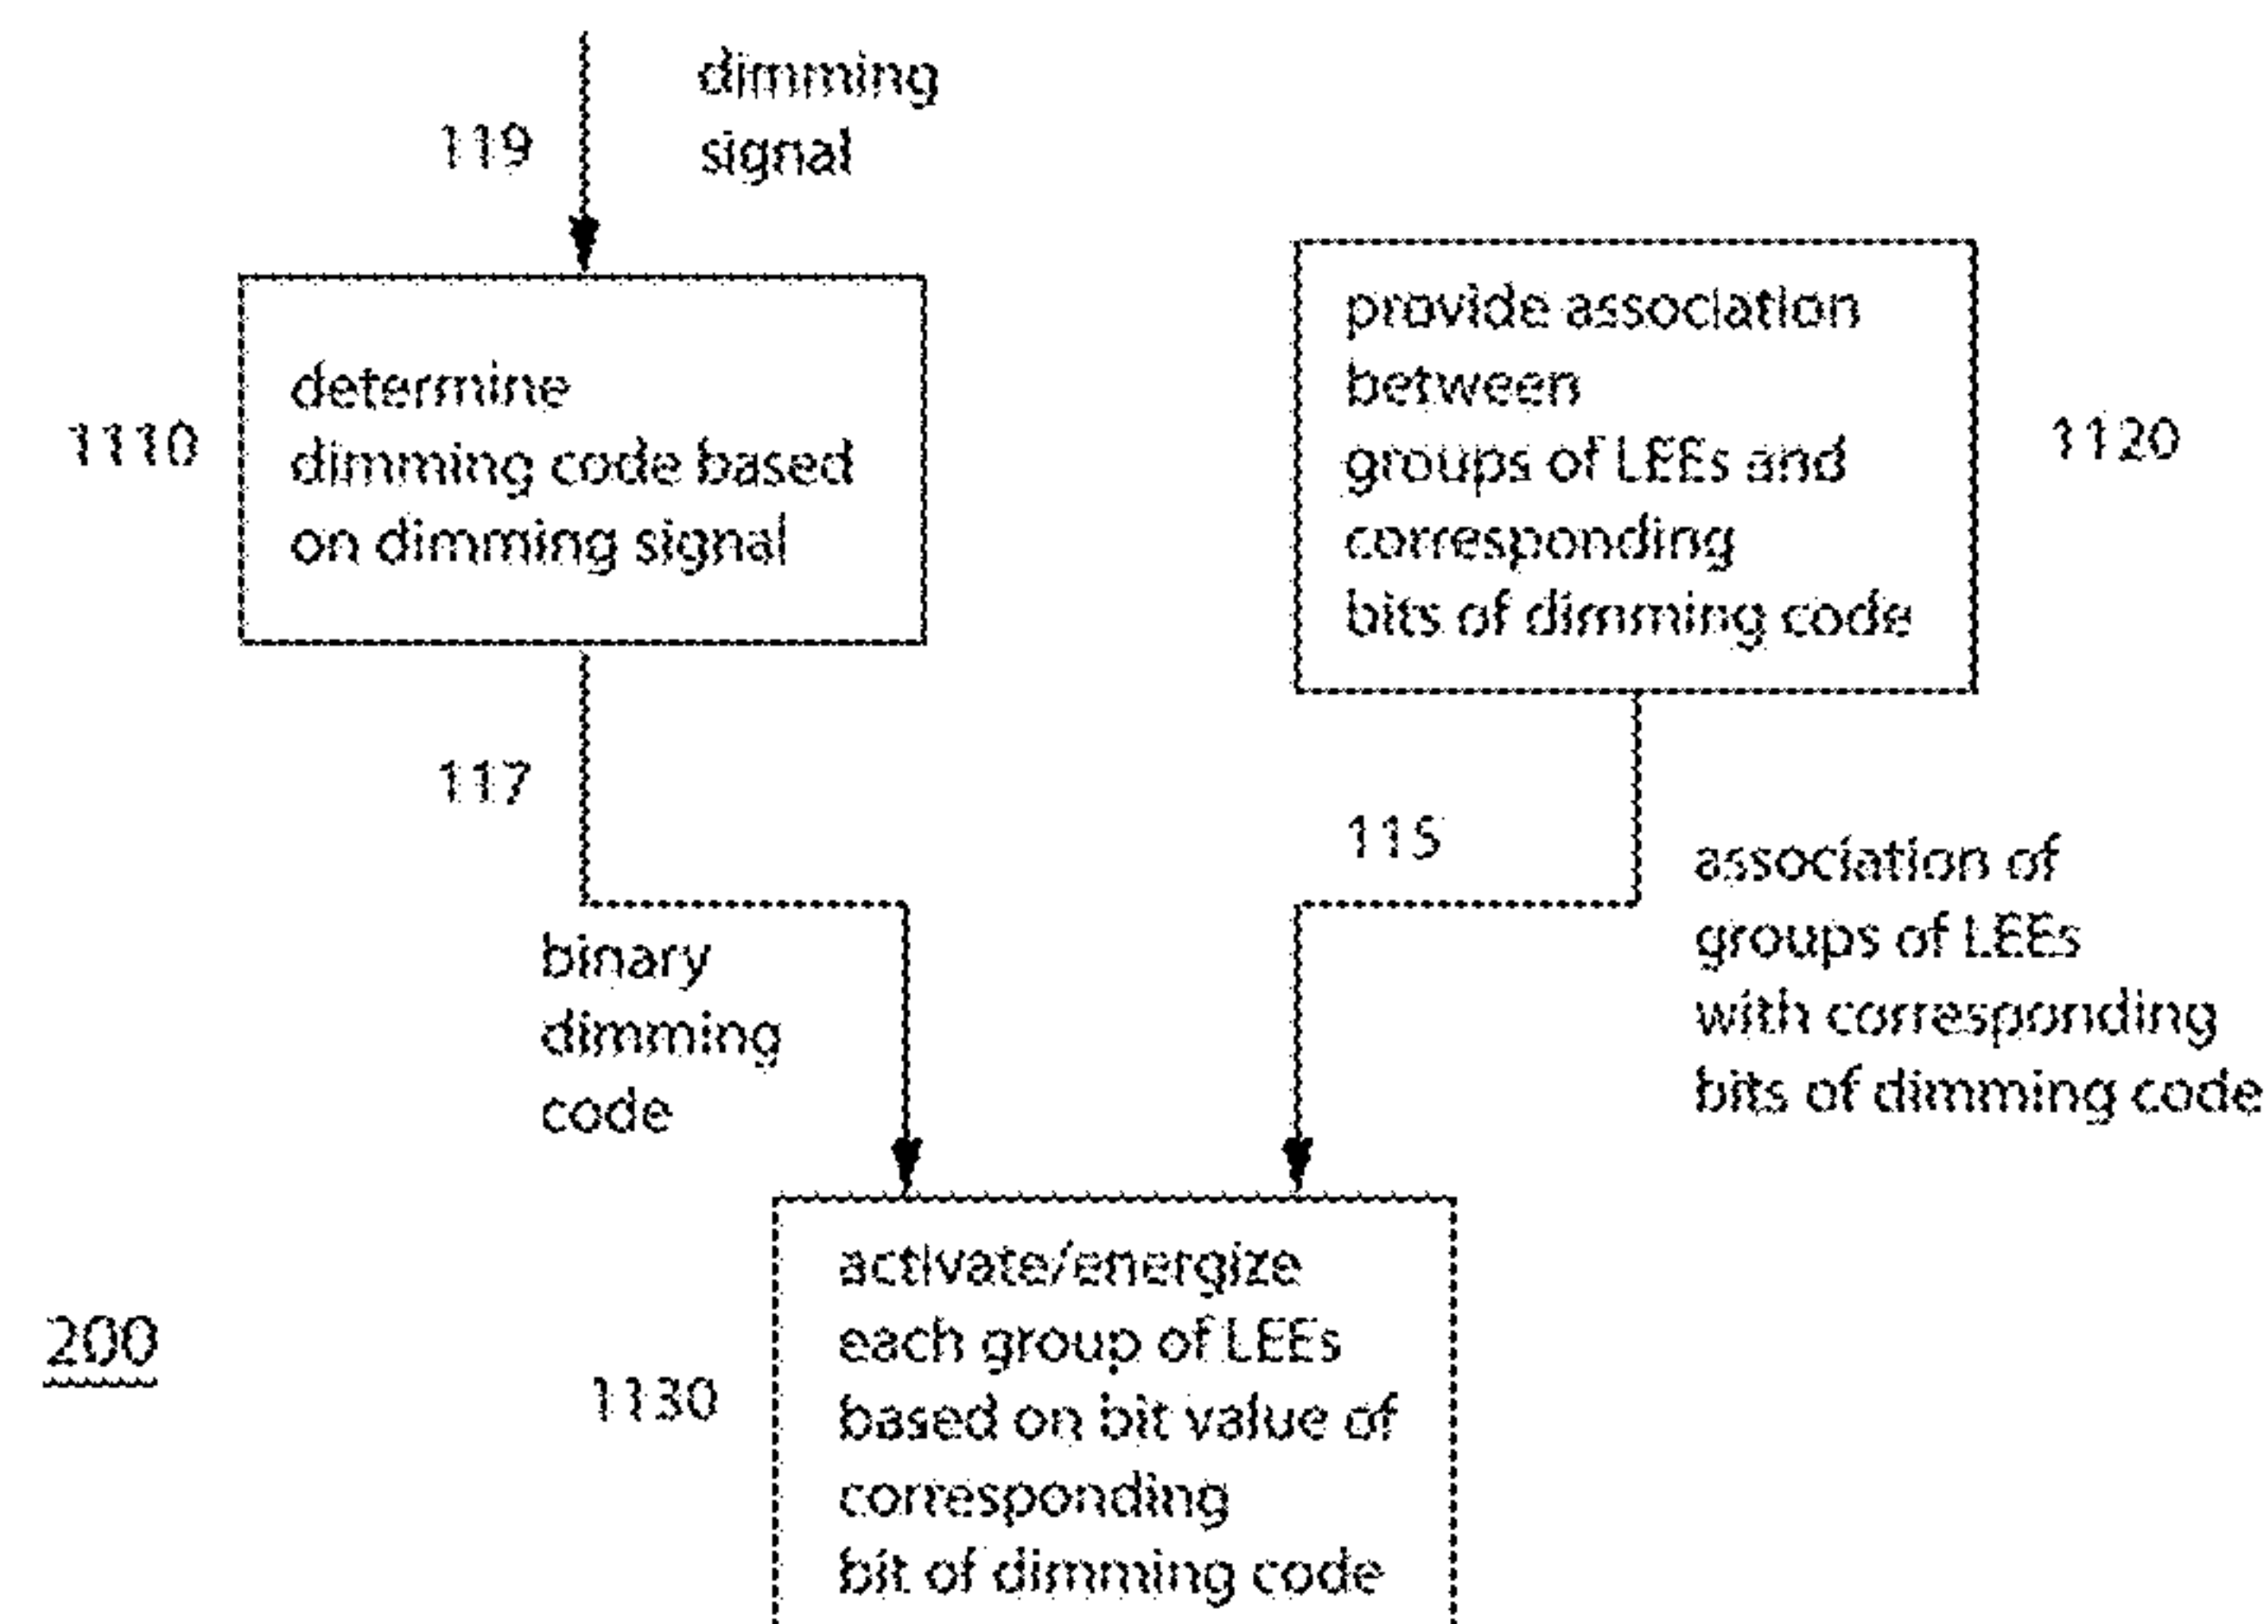 dimming
signal
119
determine
dimming code based
on dimming signal
1110
provide association
between
groups of LEEs and
corresponding
bits of dimming code
1120
117
binary
dimming
code
115
association of
groups of LEEs
with corresponding
bits of dimming code
200
1130
activate/energize
each group of LEEs
based on bit value of
corresponding
bit of dimming code